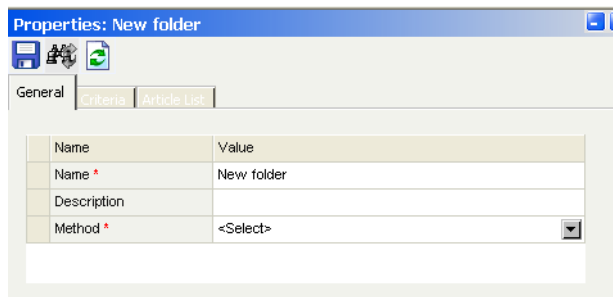 Properties: New folder
General Criteria Article List
Name Value
Name * New folder
Description
Method * <Select>